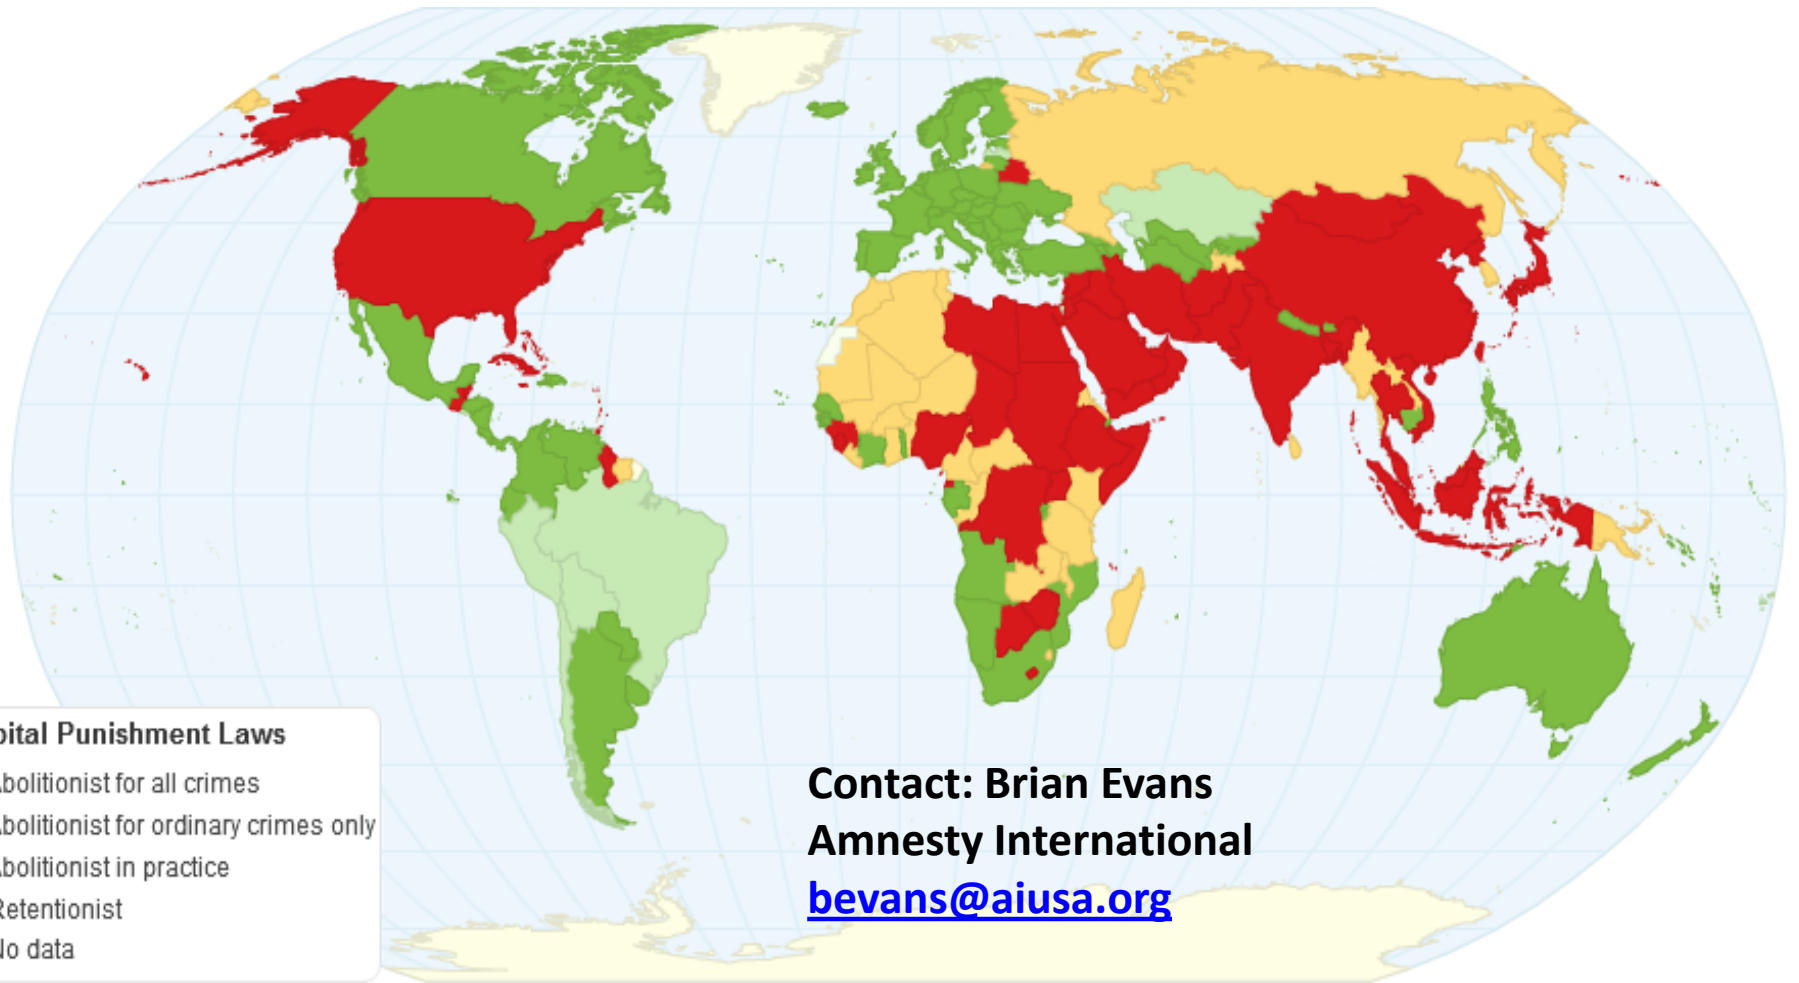 pital Punishment Laws
bolitionist for all crimes
bolitionist for ordinary crimes only
bolitionist in practice
Retentionist
No data
Contact: Brian Evans
Amnesty International
bevans@aiusa.org